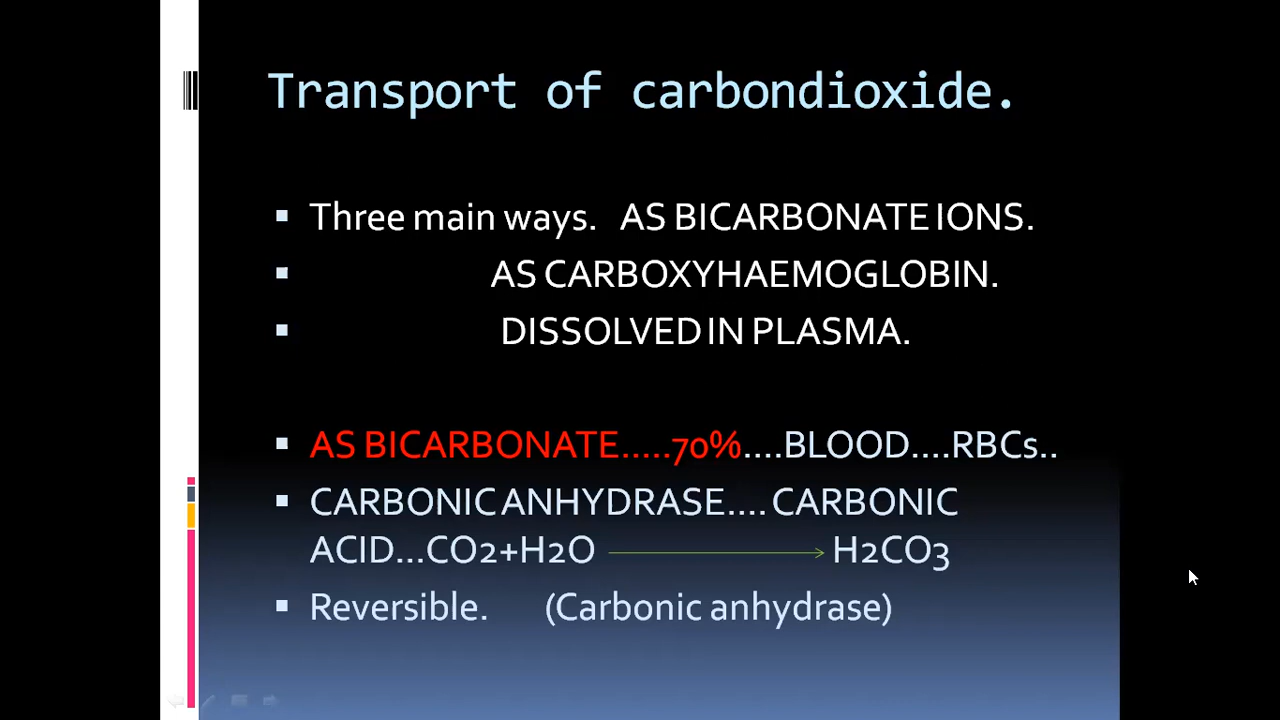 Transport of carbondioxide.
Three main ways. AS BICARBONATE IONS.
AS CARBOXYHAEMOGLOBIN.
DISSOLVED IN PLASMA.
AS BICARBONATE.....70%....BLOOD....RBCs..
CARBONIC ANHYDRASE.... CARBONIC
ACID...CO2+H2O H2CO3
Reversible. (Carbonic anhydrase)